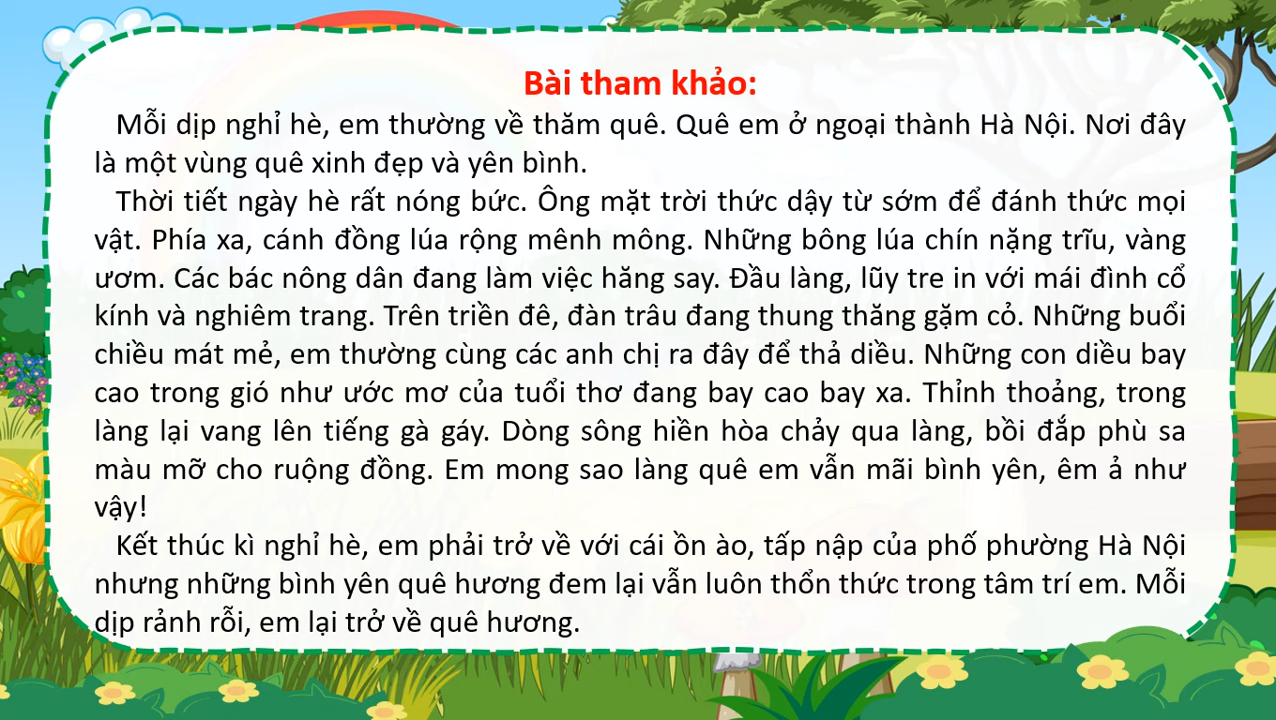 Bài tham khảo:
Mỗi dịp nghỉ hè, em thường về thăm quê. Quê em ở ngoại thành Hà Nội. Nơi đây
là một vùng quê xinh đẹp và yên bình.
Thời tiết ngày hè rất nóng bức. Ông mặt trời thức dậy từ sớm để đánh thức mọi
vật. Phía xa, cánh đồng lúa rộng mênh mông. Những bông lúa chín nặng trĩu, vàng
ươm. Các bác nông dân đang làm việc hăng say. Đầu làng, lũy tre in với mái đình cổ
kính và nghiêm trang. Trên triền đê, đàn trâu đang thung thăng gặm cỏ. Những buổi
chiều mát mẻ, em thường cùng các anh chị ra đây để thả diều. Những con diều bay
cao trong gió như ước mơ của tuổi thơ đang bay cao bay xa. Thỉnh thoảng, trong
làng lại vang lên tiếng gà gáy. Dòng sông hiền hòa chảy qua làng, bồi đắp phù sa
màu mỡ cho ruộng đồng. Em mong sao làng quê em vẫn mãi bình yên, êm ả như
vậy!
Kết thúc kì nghỉ hè, em phải trở về với cái ồn ào, tấp nập của phố phường Hà Nội
nhưng những bình yên quê hương đem lại vẫn luôn thổn thức trong tâm trí em. Mỗi
dịp rảnh rỗi, em lại trở về quê hương.